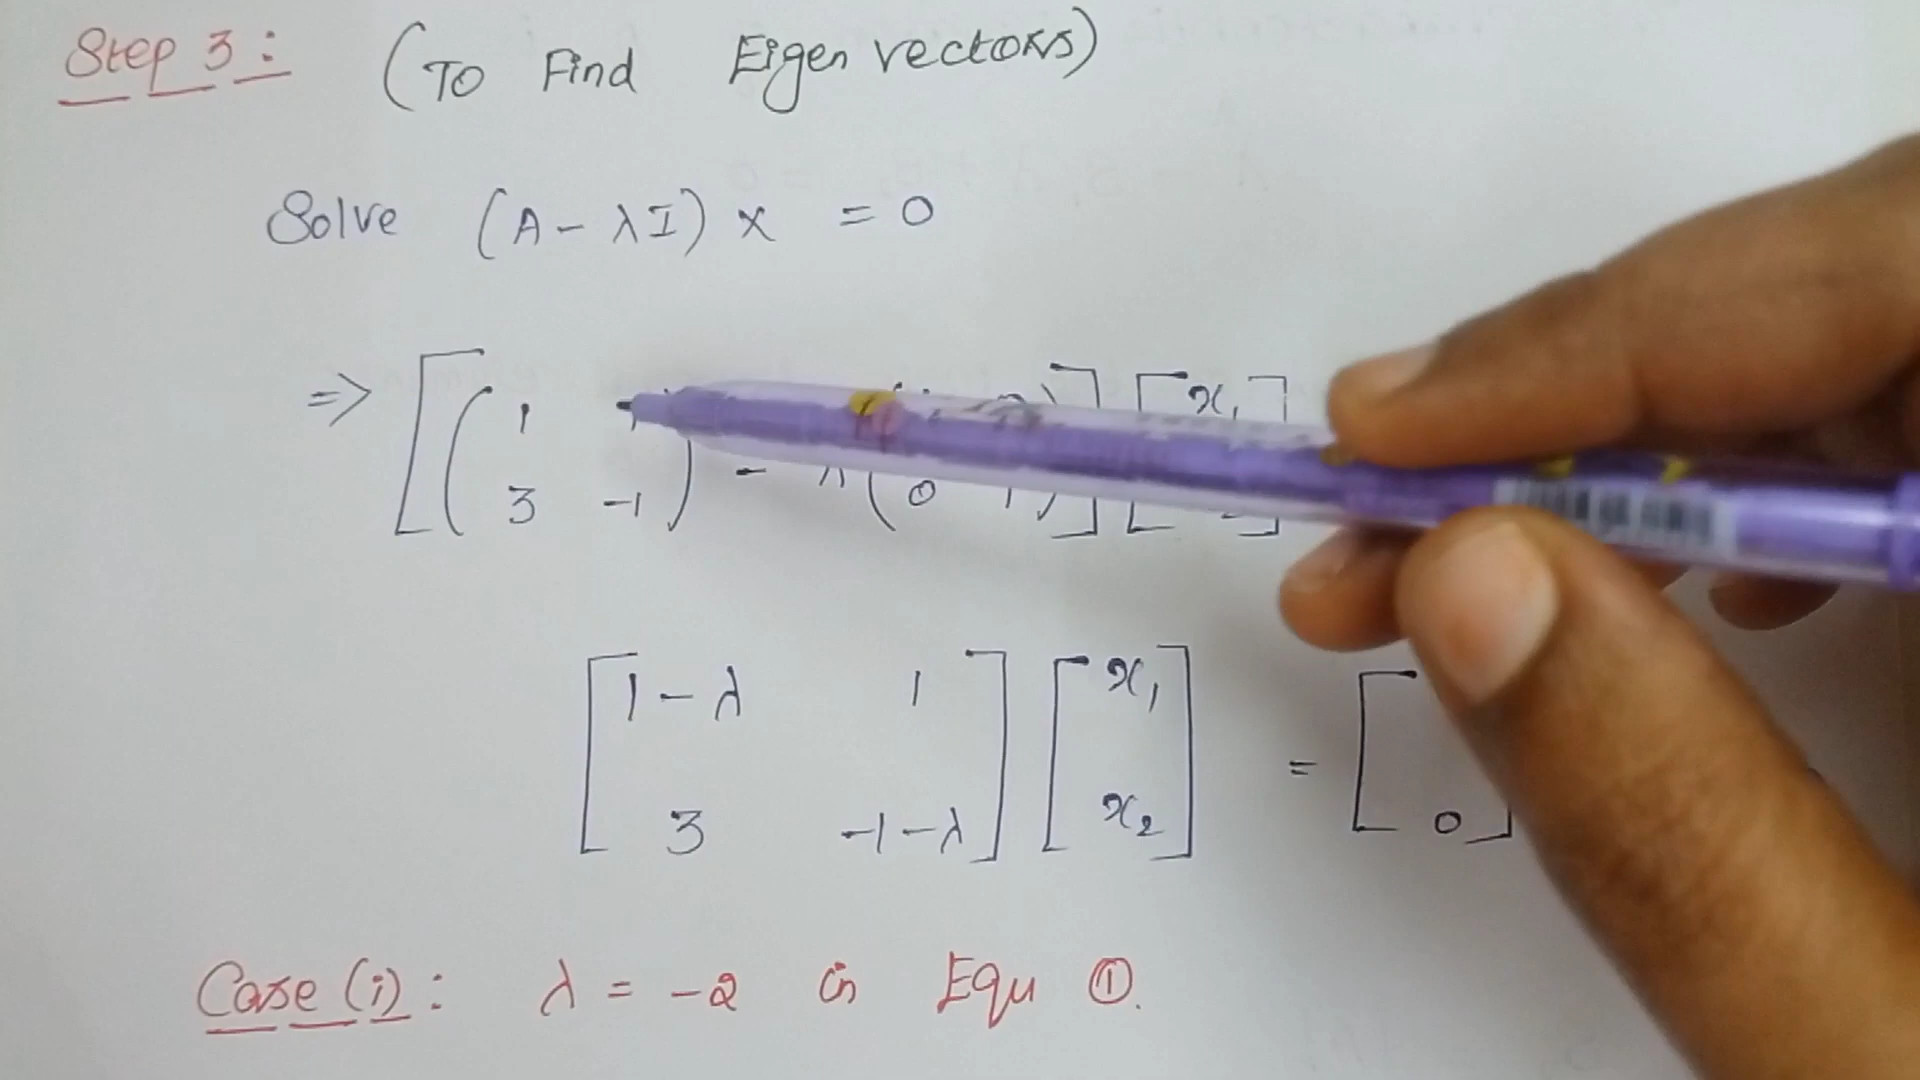 Step 3: (To Find Eigen vectors)
Solve (A - λI) x = 0
=> [ ( 1 1
3 -1 ) - λ ( 0 1 ) ] [ x₁ ]
[ 1-λ 1 ] [ x₁ ] [
3 -1-λ x₂ = 0 ]
Case (i): λ = -2 in Equ ①.